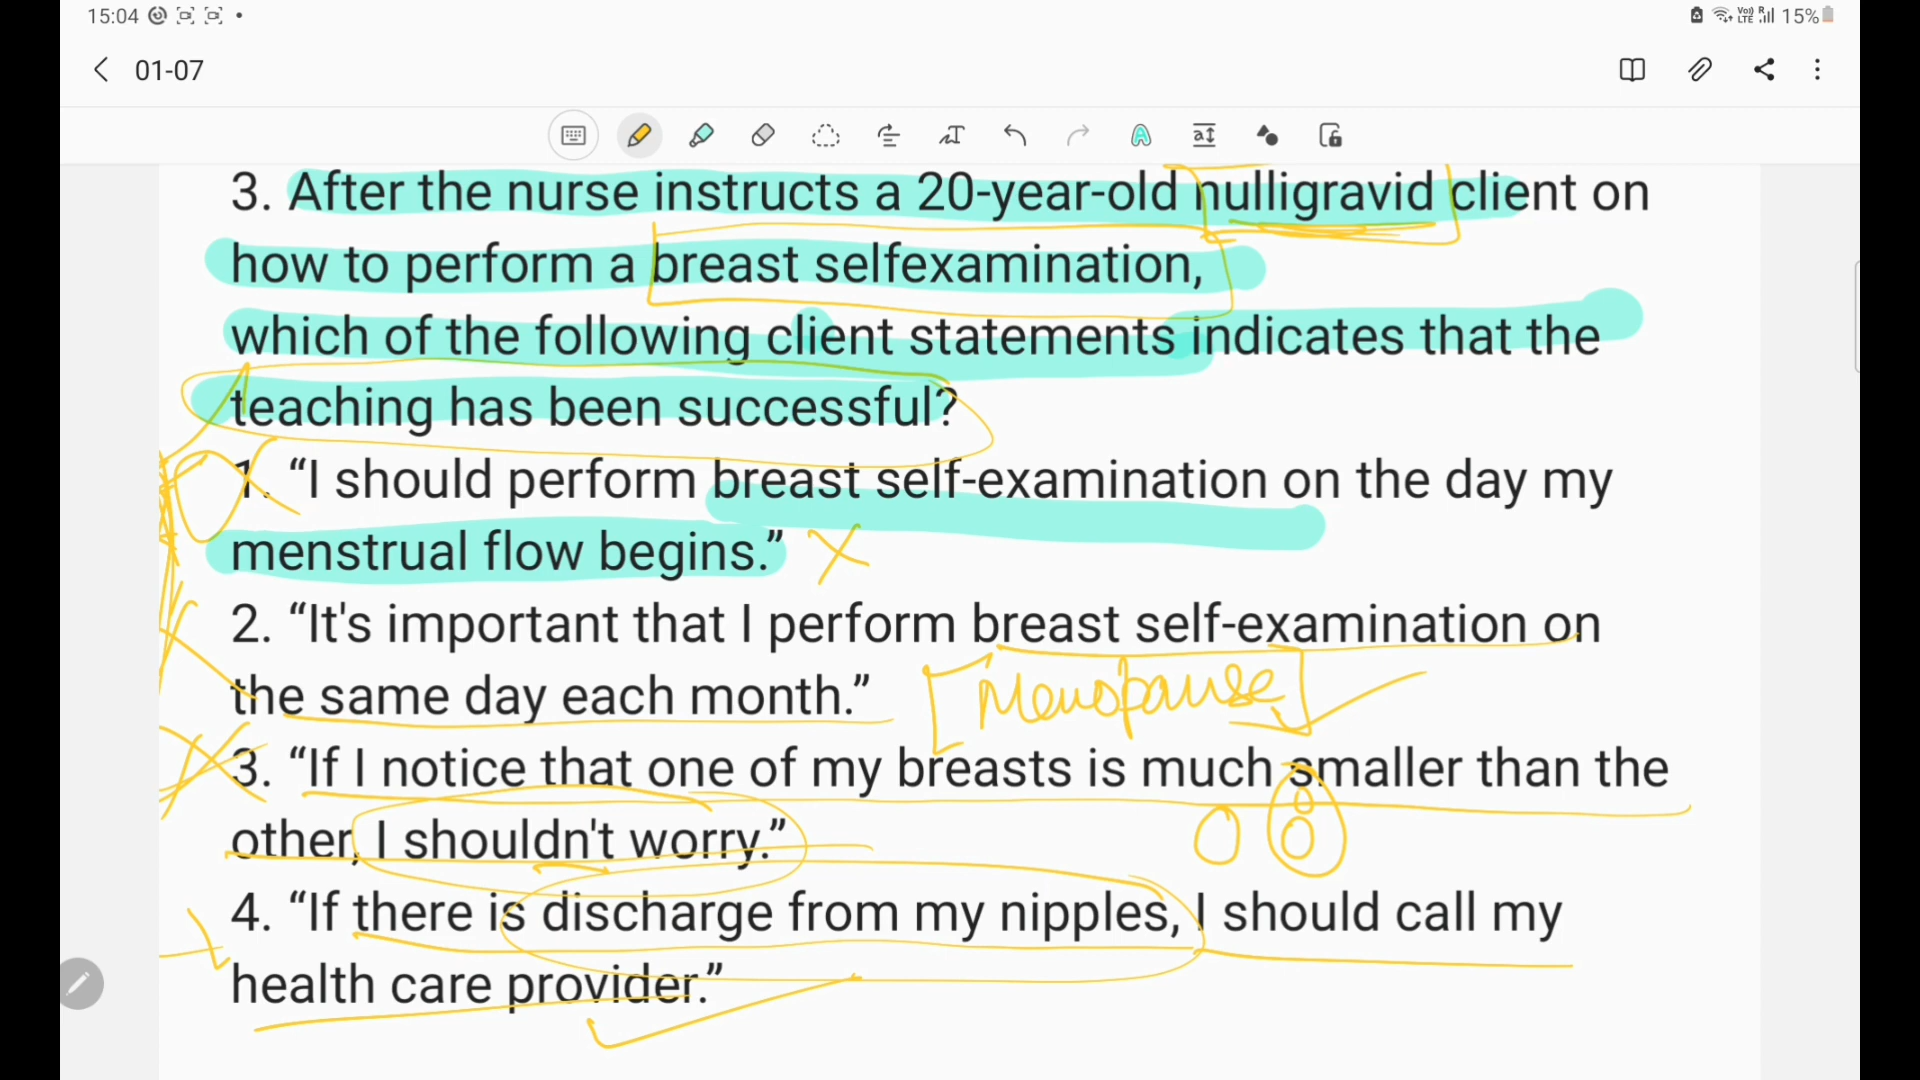 15:04
Vo)) LTE R 15%
01-07
3. After the nurse instructs a 20-year-old nulligravid client on
how to perform a breast selfexamination,
which of the following client statements indicates that the
teaching has been successful?
1. “I should perform breast self-examination on the day my
menstrual flow begins.”
2. “It's important that I perform breast self-examination on
the same day each month.”
[Menopause]
3. “If I notice that one of my breasts is much smaller than the
other, I shouldn't worry.”
4. “If there is discharge from my nipples, I should call my
health care provider.”